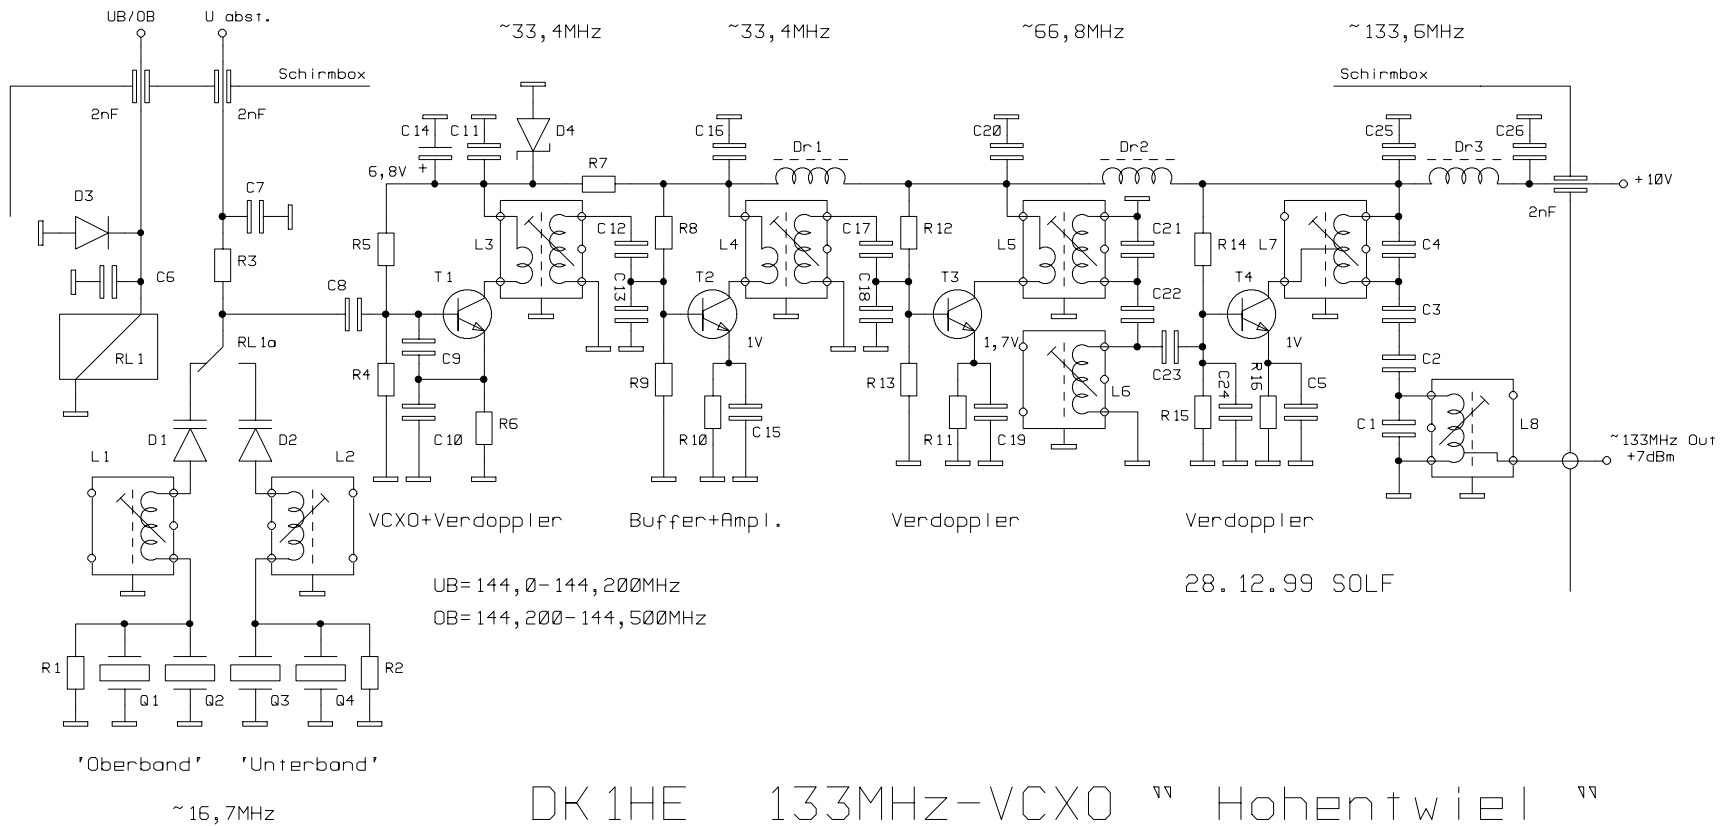 UB/OB
U abst.
~33,4MHz
~33,4MHz
~66,8MHz
~133,6MHz
Schirmbox
Schirmbox
2nF
2nF
C14
C11
D4
C16
Dr1
C20
Dr2
C25
Dr3
C26
6,8V
+
R7
+10V
2nF
D3
C7
R5
L3
C12
R8
L4
C17
R12
L5
C21
R14
L7
C4
R3
C6
C8
T1
C13
T2
C18
T3
C22
T4
C3
RL1
RL1a
C9
1V
1,7V
1V
C2
R4
R9
R13
L6
C23
C24
R16
C5
C10
R6
R10
C15
R11
C19
R15
C1
L8
D1
D2
~133MHz Out
+7dBm
L1
L2
VCXO+Verdoppler
Buffer+Ampl.
Verdoppler
Verdoppler
UB=144,0-144,200MHz
OB=144,200-144,500MHz
28.12.99 SOLF
R1
Q1
Q2
Q3
Q4
R2
'Oberband'
'Unterband'
~16,7MHz
DK1HE 133MHz-VCXO " Hohentwiel "